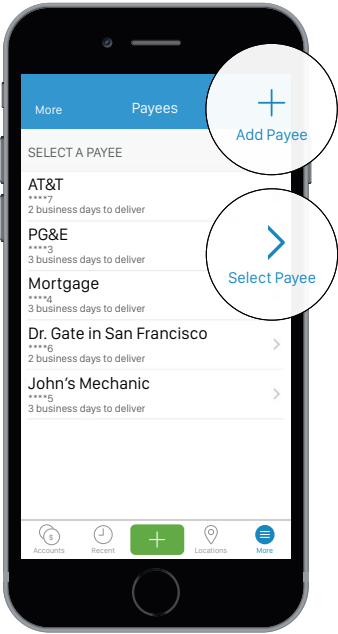 More
Payees
Add Payee
SELECT A PAYEE
AT&T
****7
2 business days to deliver
PG&E
****3
3 business days to deliver
Select Payee
Mortgage
****4
3 business days to deliver
Dr. Gate in San Francisco
****6
2 business days to deliver
John’s Mechanic
****5
3 business days to deliver
$
Accounts
Recent
Locations
More